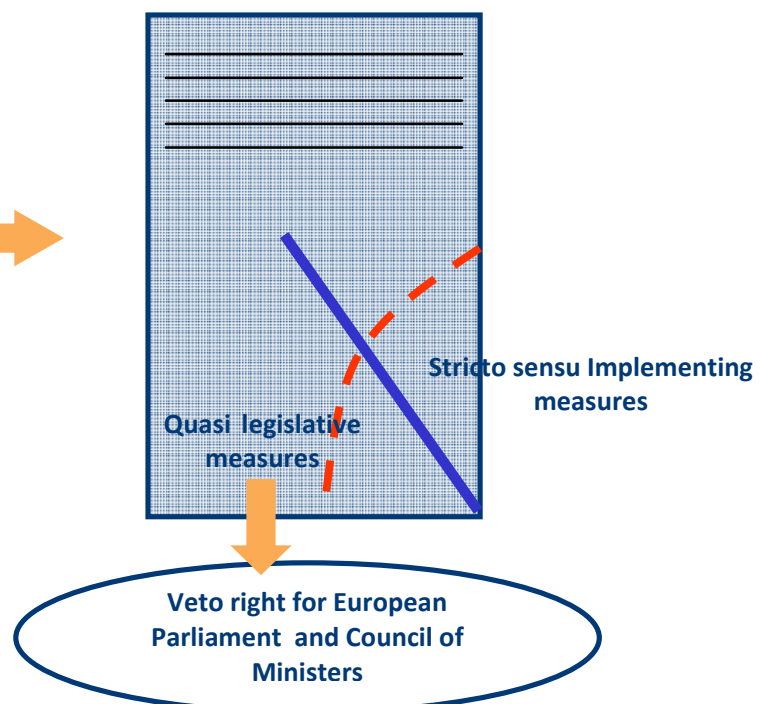 Stricto sensu Implementing
measures
Quasi legislative
measures
Veto right for European
Parliament and Council of
Ministers